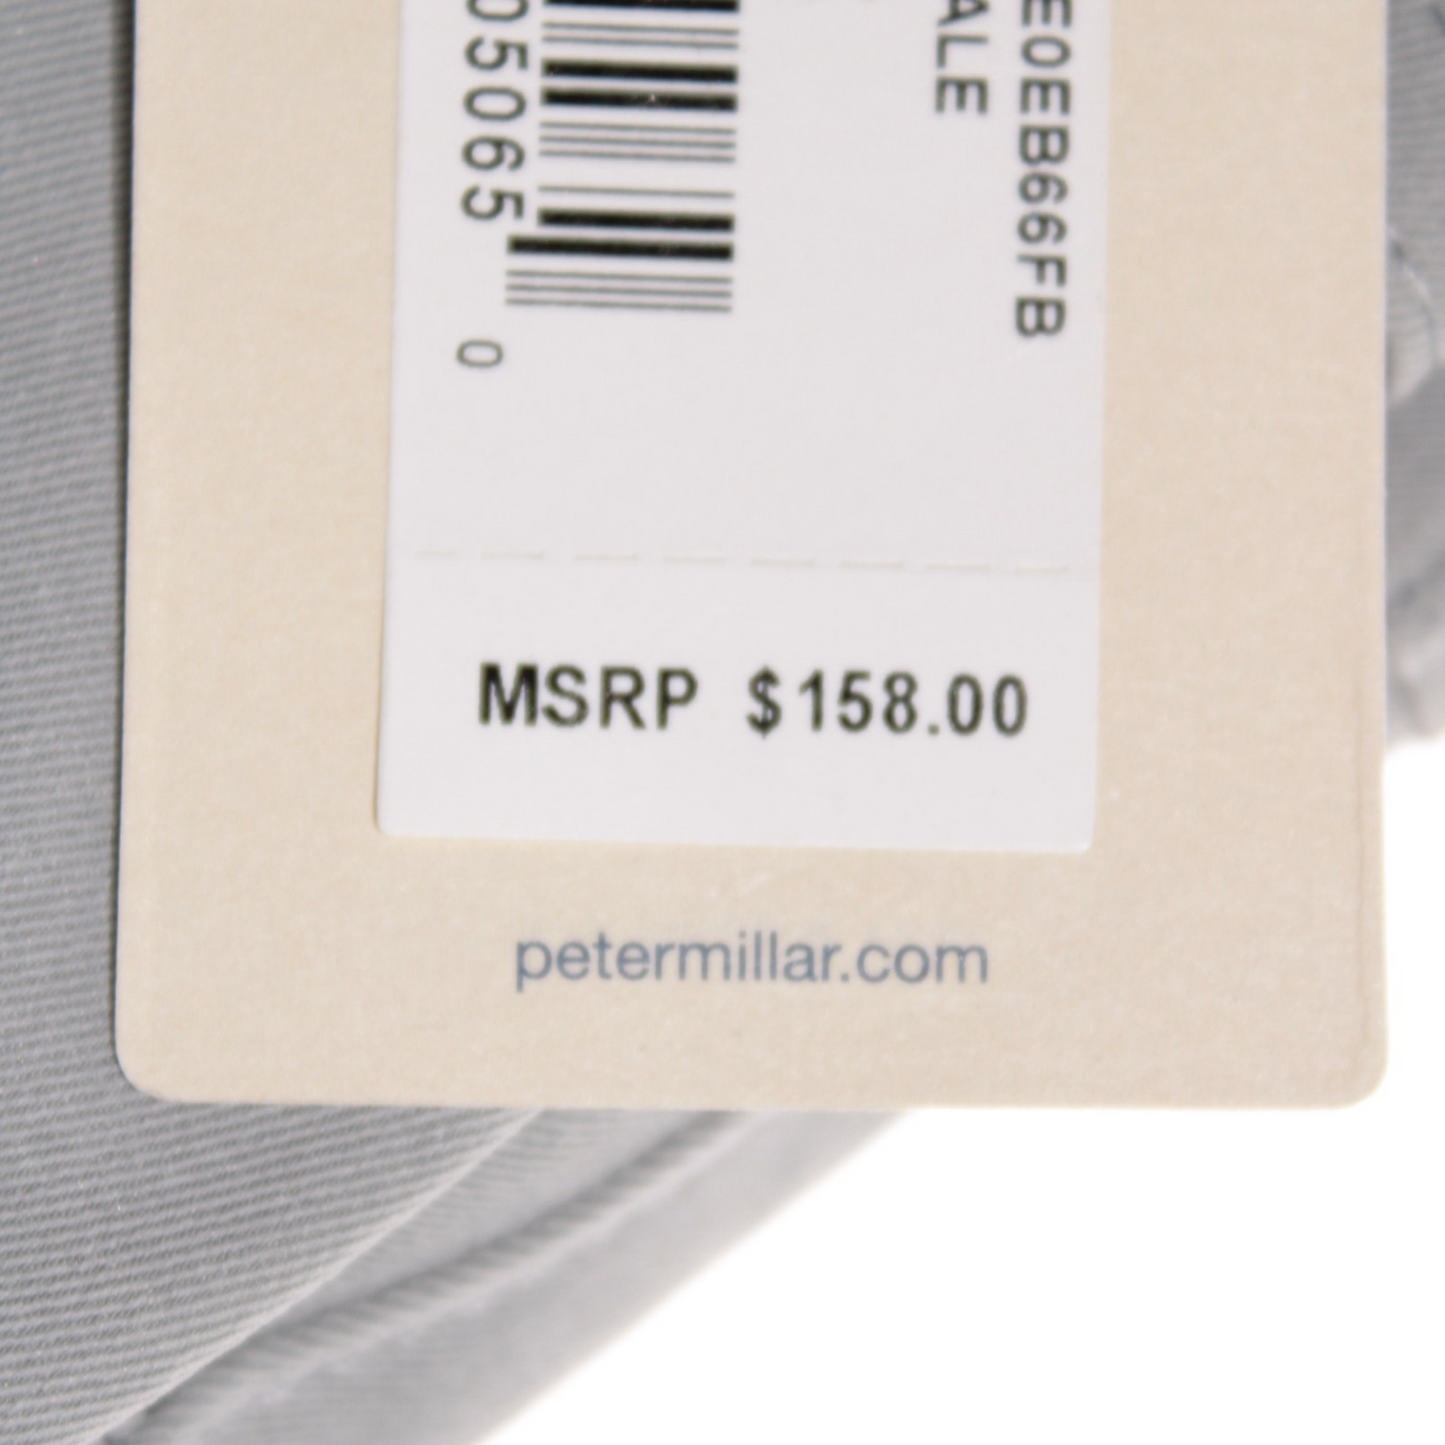 E0EB66FB
ALE
05065
0
MSRP $158.00
petermillar.com